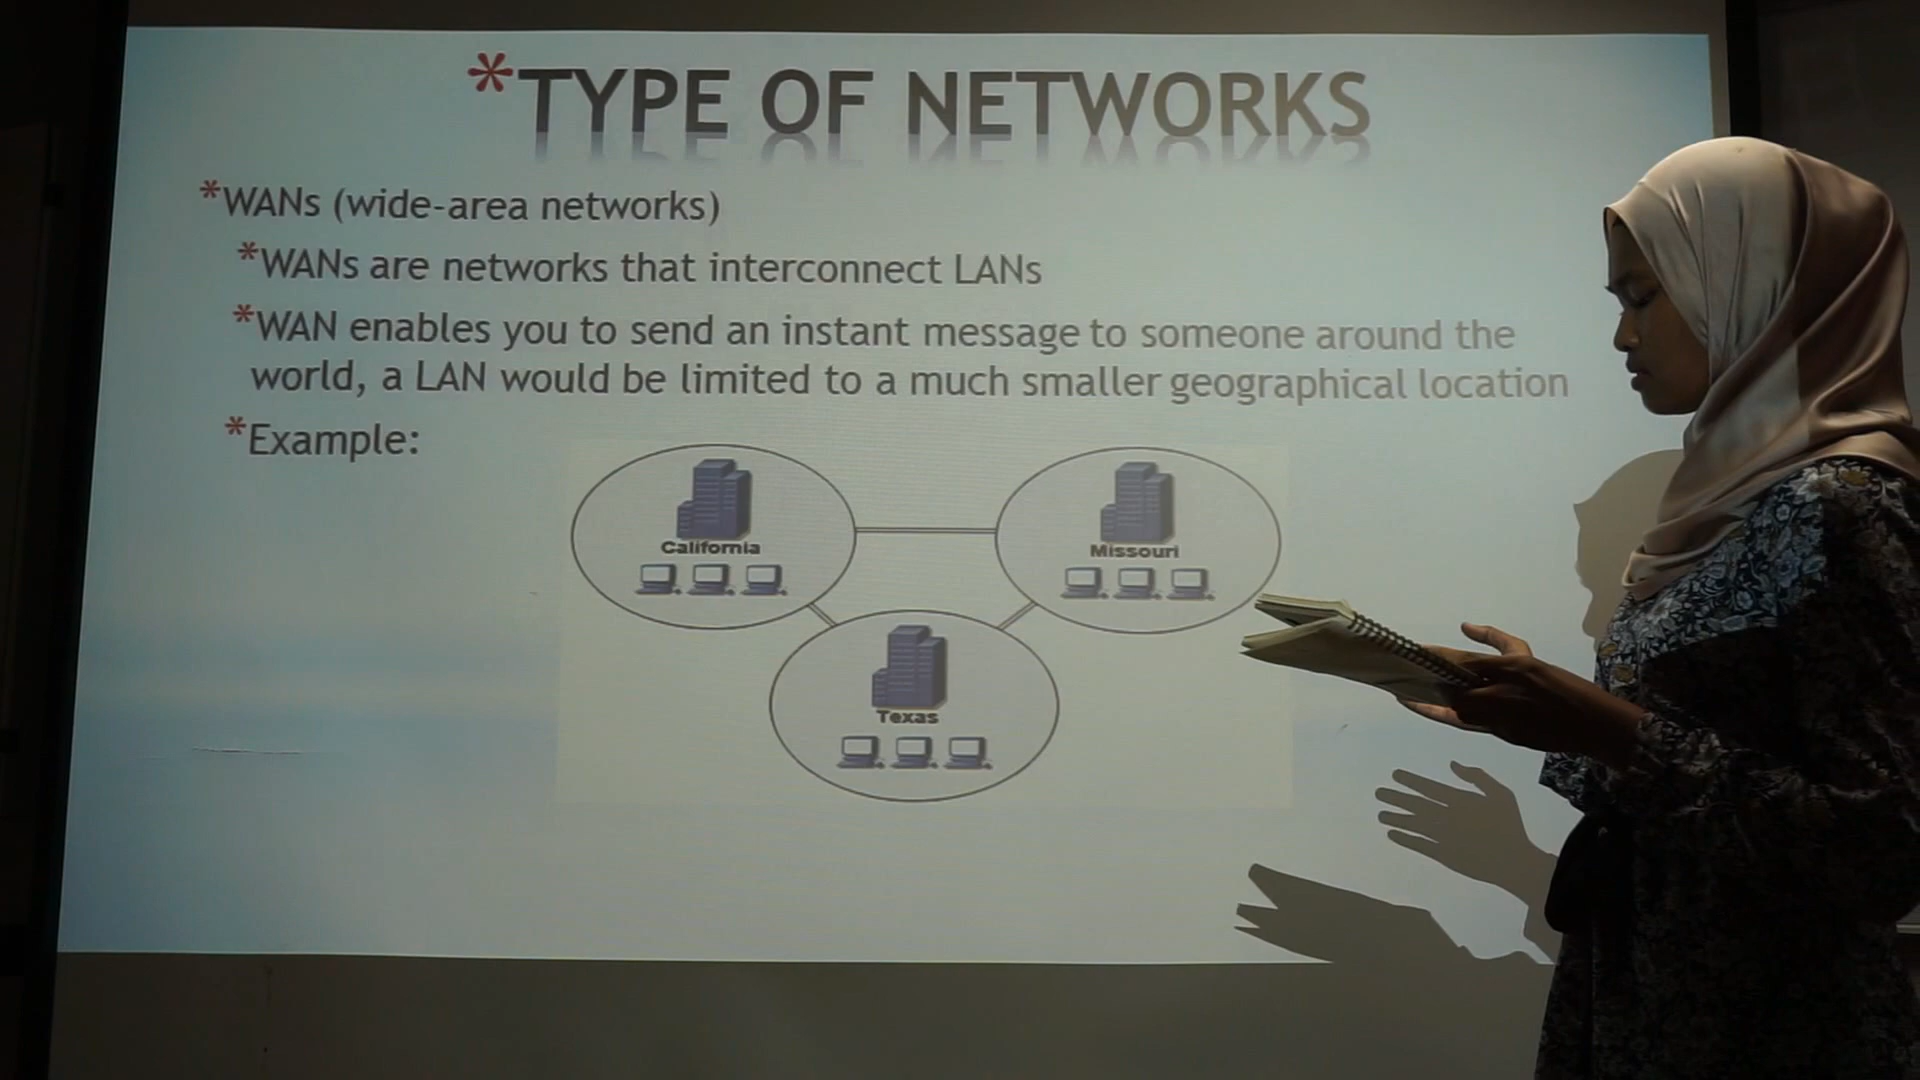 *TYPE OF NETWORKS
*WANs (wide-area networks)
*WANs are networks that interconnect LANs
*WAN enables you to send an instant message to someone around the
world, a LAN would be limited to a much smaller geographical location
*Example:
California
Missouri
Texas